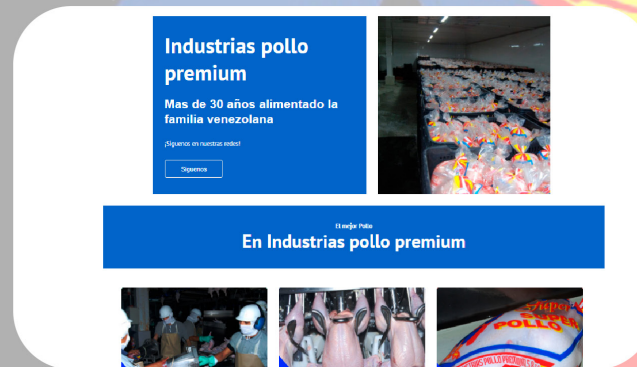 Industrias pollo
premium
Mas de 30 años alimentado la
familia venezolana
¡Siguenos en nuestras redes!
Siguenos
El mejor Pollo
En Industrias pollo premium
Super
POLLO